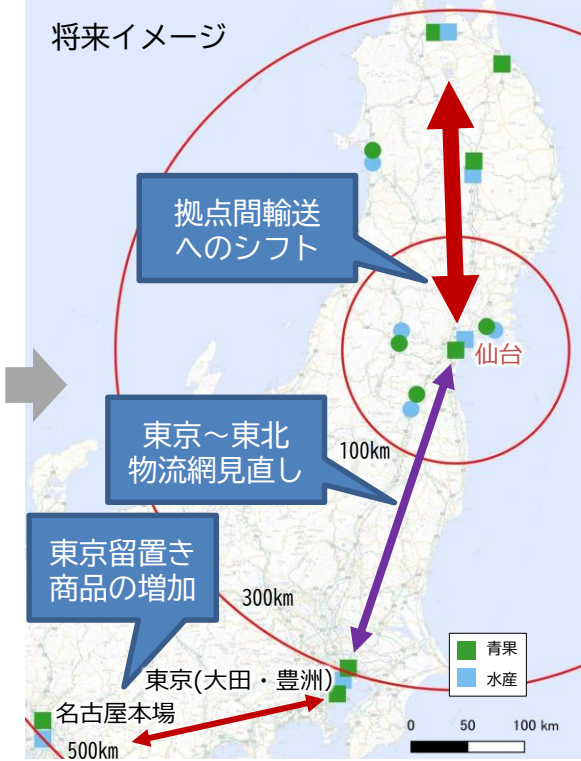 将来イメージ
拠点間輸送
へのシフト
仙台
東京～東北
物流網見直し
100km
東京留置き
商品の増加
300km
青果
水産
東京(大田・豊洲)
名古屋本場
500km
0 50 100 km